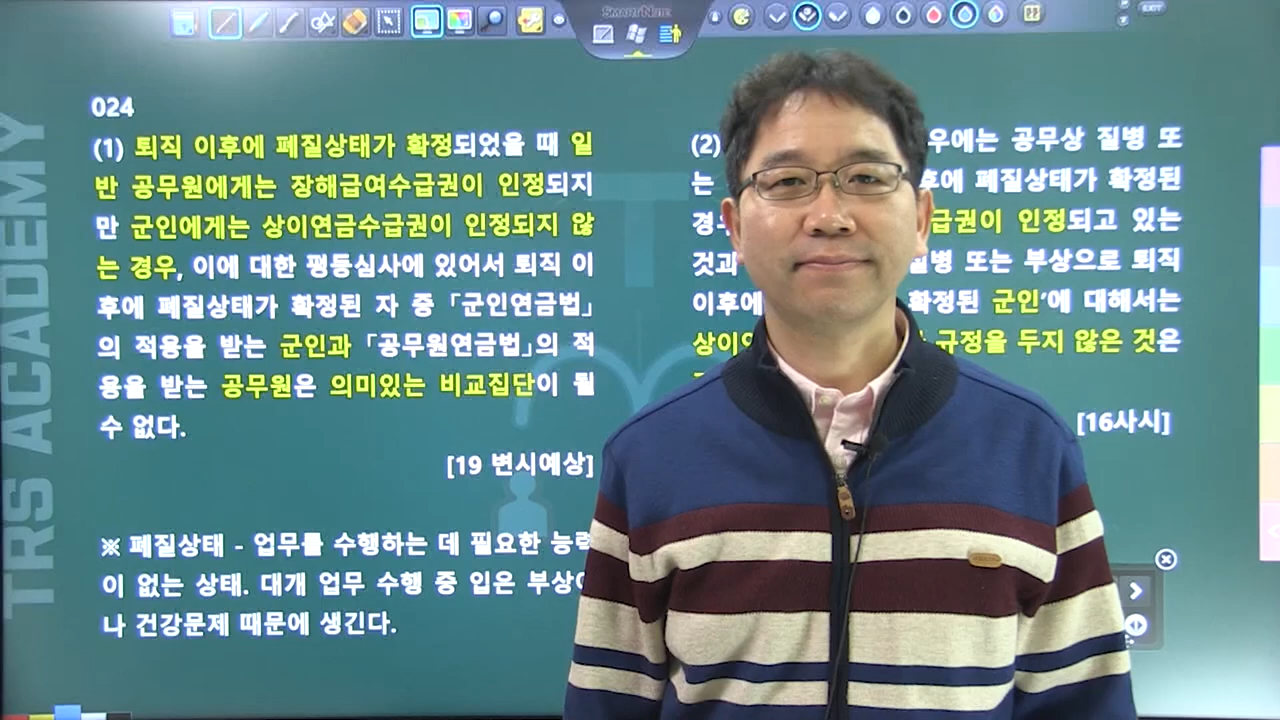 SMART NOTE
EXIT
TRS ACADEMY
024
(1) 퇴직 이후에 폐질상태가 확정되었을 때 일
반 공무원에게는 장해급여수급권이 인정되지
만 군인에게는 상이연금수급권이 인정되지 않
는 경우, 이에 대한 평등심사에 있어서 퇴직 이
후에 폐질상태가 확정된 자 중 「군인연금법」
의 적용을 받는 군인과 「공무원연금법」의 적
용을 받는 공무원은 의미있는 비교집단이 될
수 없다.
[19 변시예상]
※ 폐질상태 - 업무를 수행하는 데 필요한 능력
이 없는 상태. 대개 업무 수행 중 입은 부상이
나 건강문제 때문에 생긴다.
(2) 우에는 공무상 질병 또
는 후에 폐질상태가 확정된
경우 급권이 인정되고 있는
것과 질병 또는 부상으로 퇴직
이후에 확정된 군인’에 대해서는
상이연 규정을 두지 않은 것은
[16사시]